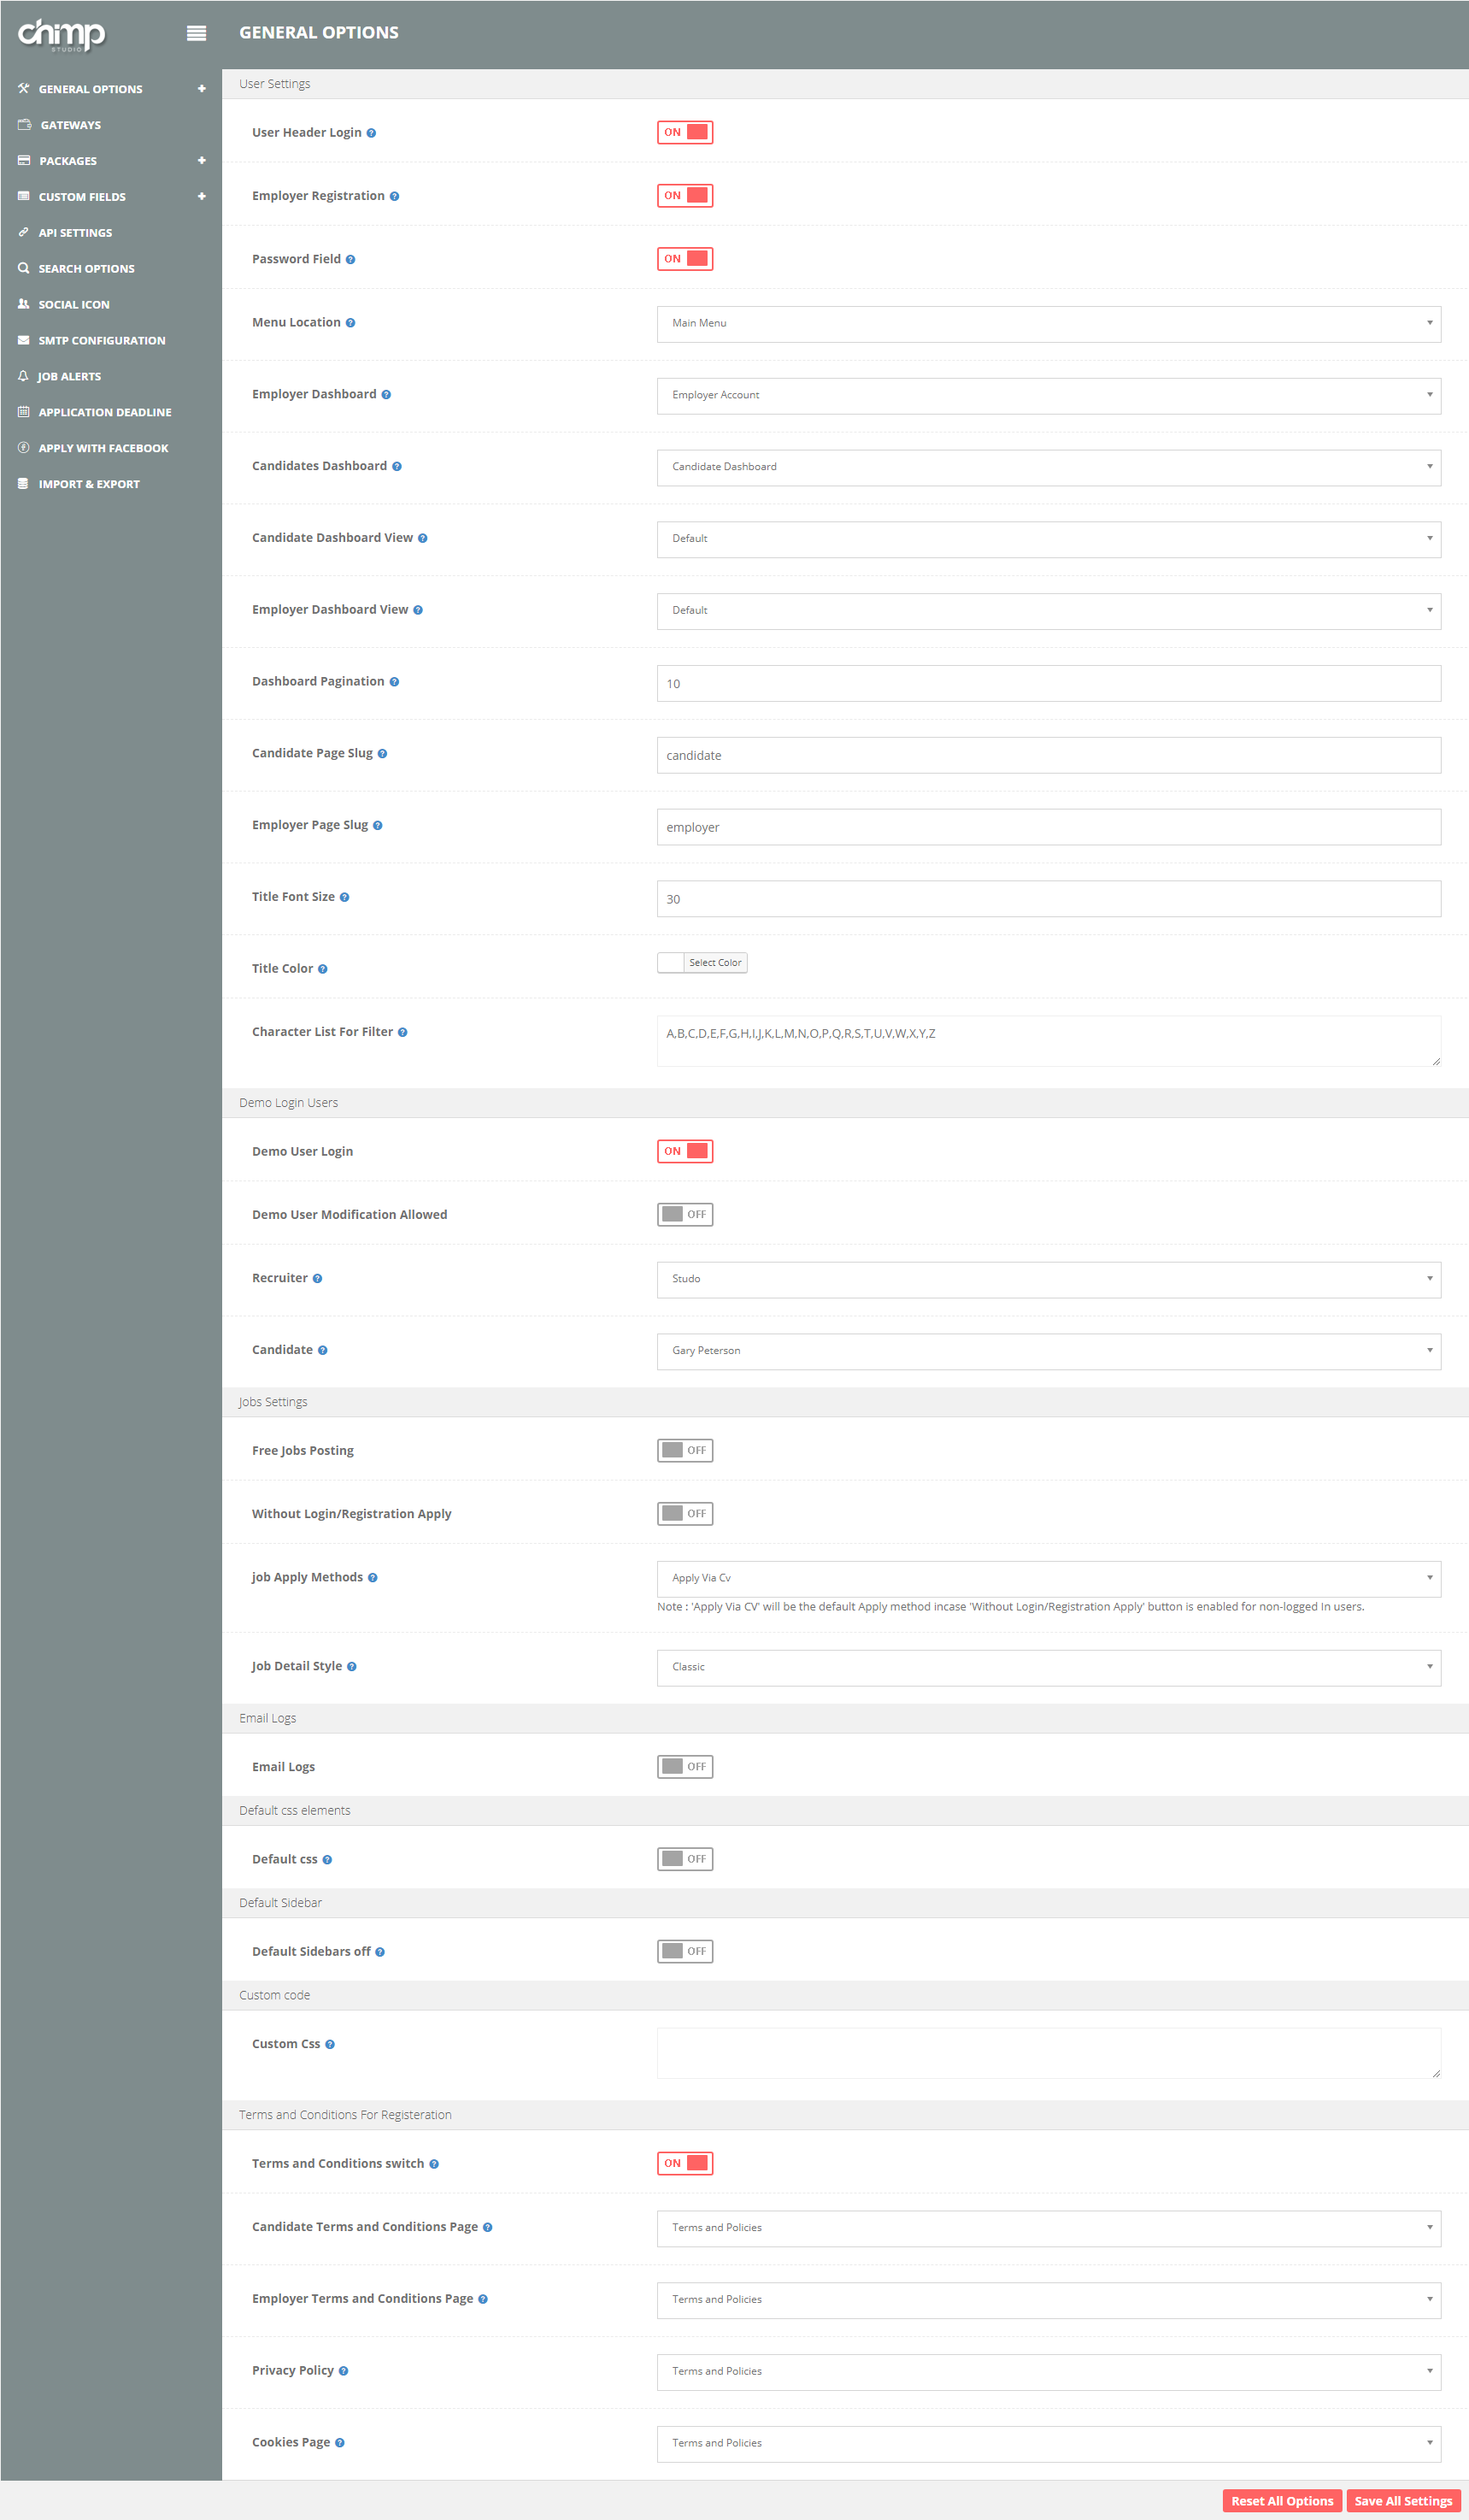 chimp
STUDIO
GENERAL OPTIONS
GENERAL OPTIONS
GATEWAYS
PACKAGES
CUSTOM FIELDS
API SETTINGS
SEARCH OPTIONS
SOCIAL ICON
SMTP CONFIGURATION
JOB ALERTS
APPLICATION DEADLINE
APPLY WITH FACEBOOK
IMPORT & EXPORT
User Settings
User Header Login ON
Employer Registration ON
Password Field ON
Menu Location Main Menu
Employer Dashboard Employer Account
Candidates Dashboard Candidate Dashboard
Candidate Dashboard View Default
Employer Dashboard View Default
Dashboard Pagination 10
Candidate Page Slug candidate
Employer Page Slug employer
Title Font Size 30
Title Color Select Color
Character List For Filter A,B,C,D,E,F,G,H,I,J,K,L,M,N,O,P,Q,R,S,T,U,V,W,X,Y,Z
Demo Login Users
Demo User Login ON
Demo User Modification Allowed OFF
Recruiter Studo
Candidate Gary Peterson
Jobs Settings
Free Jobs Posting OFF
Without Login/Registration Apply OFF
job Apply Methods Apply Via Cv
Note : 'Apply Via CV' will be the default Apply method incase 'Without Login/Registration Apply' button is enabled for non-logged In users.
Job Detail Style Classic
Email Logs
Email Logs OFF
Default css elements
Default css OFF
Default Sidebar
Default Sidebars off OFF
Custom code
Custom Css
Terms and Conditions For Registeration
Terms and Conditions switch ON
Candidate Terms and Conditions Page Terms and Policies
Employer Terms and Conditions Page Terms and Policies
Privacy Policy Terms and Policies
Cookies Page Terms and Policies
Reset All Options Save All Settings